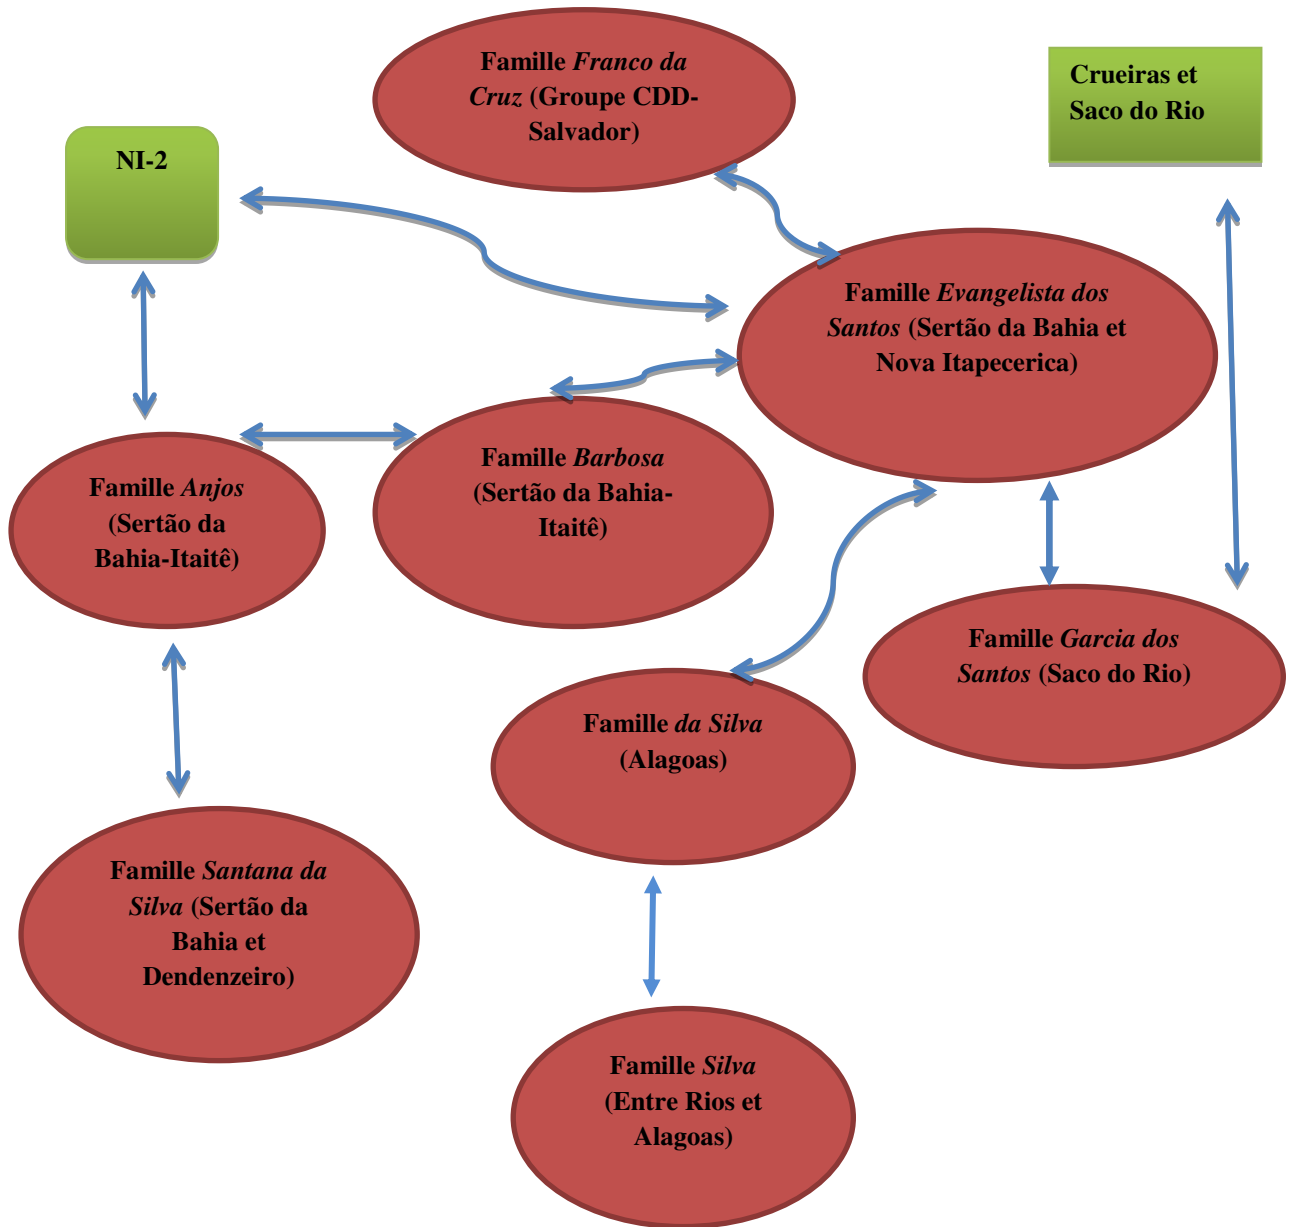 Famille Franco da
Cruz (Groupe CDD-
Salvador)
Crueiras et
Saco do Rio
NI-2
Famille Evangelista dos
Santos (Sertão da Bahia et
Nova Itapecerica)
Famille Barbosa
(Sertão da Bahia-
Itaitê)
Famille Anjos
(Sertão da
Bahia-Itaitê)
Famille Garcia dos
Santos (Saco do Rio)
Famille da Silva
(Alagoas)
Famille Santana da
Silva (Sertão da
Bahia et
Dendenzeiro)
Famille Silva
(Entre Rios et
Alagoas)